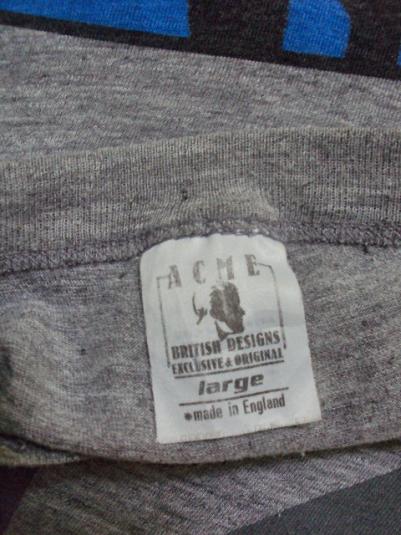 ACME
BRITISH DESIGNS
EXCLUSIVE & ORIGINAL
large
*made in England